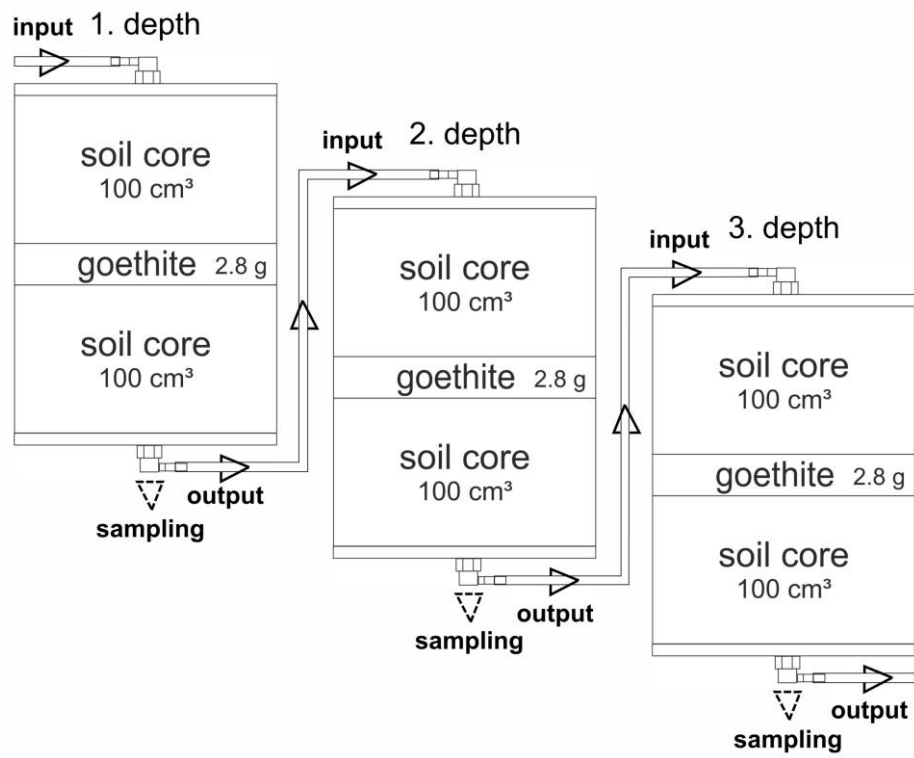 input 1. depth
soil core
100 cm³
goethite 2.8 g
soil core
100 cm³
output
sampling
input 2. depth
soil core
100 cm³
goethite 2.8 g
soil core
100 cm³
output
sampling
input 3. depth
soil core
100 cm³
goethite 2.8 g
soil core
100 cm³
output
sampling